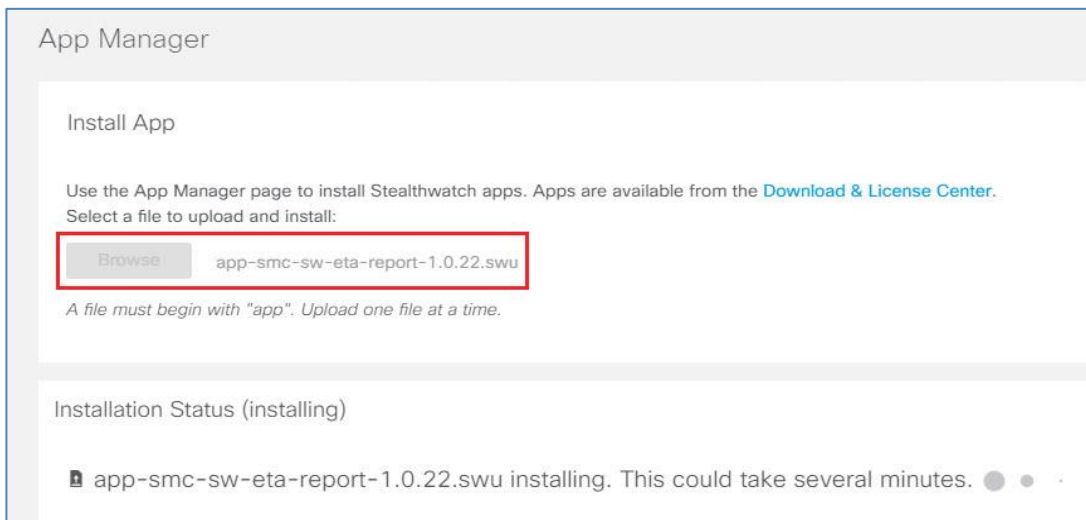 App Manager
Install App
Use the App Manager page to install Stealthwatch apps. Apps are available from the Download & License Center.
Select a file to upload and install:
Browse app-smc-sw-eta-report-1.0.22.swu
A file must begin with "app". Upload one file at a time.
Installation Status (installing)
app-smc-sw-eta-report-1.0.22.swu installing. This could take several minutes.